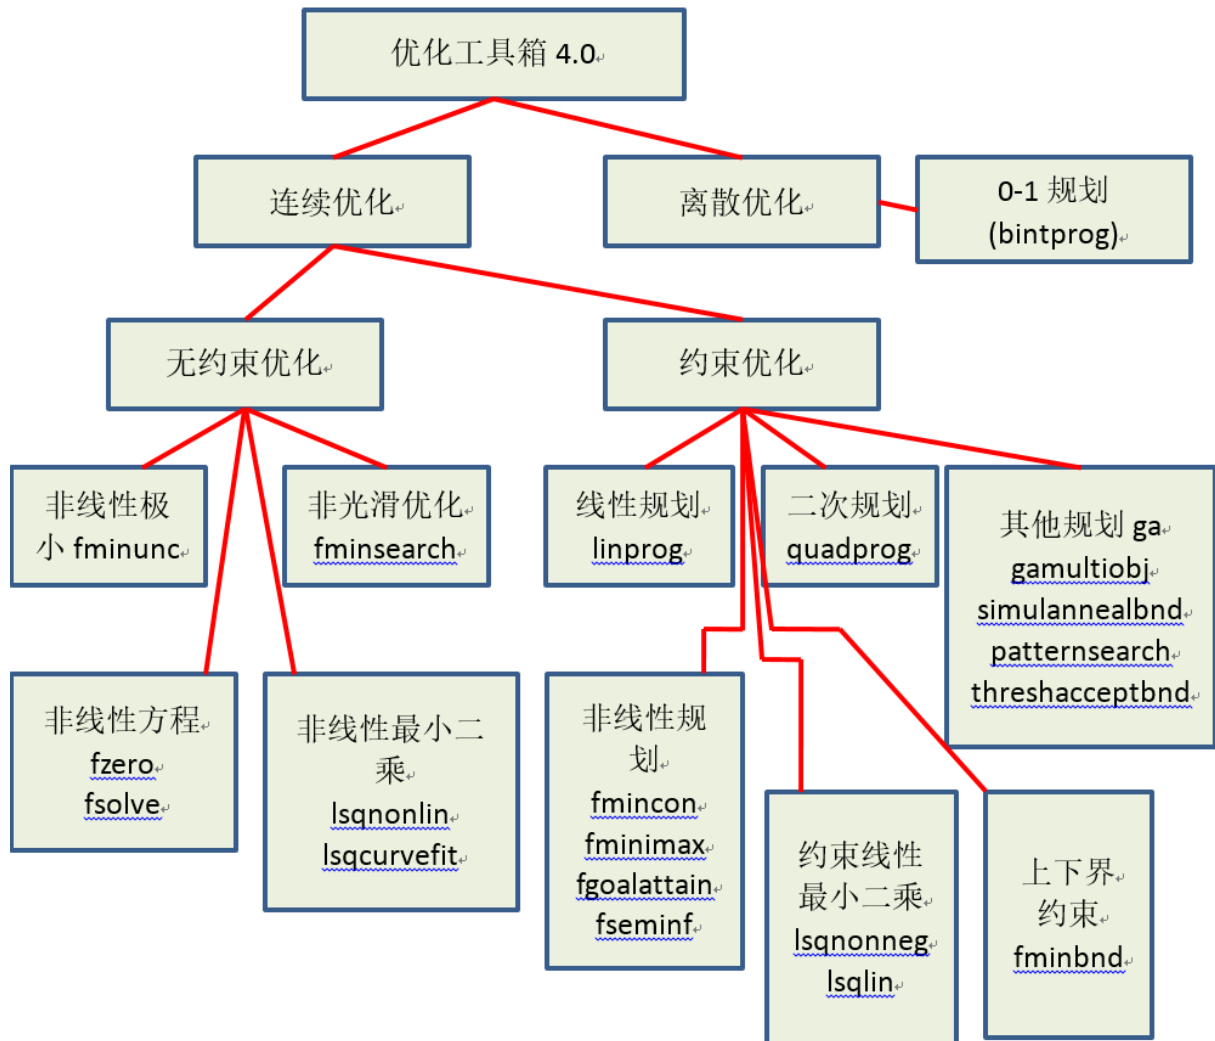 优化工具箱 4.0
连续优化
离散优化
0-1 规划
(bintprog)
无约束优化
约束优化
非线性极
小 fminunc
非光滑优化
fminsearch
线性规划
linprog
二次规划
quadprog
其他规划 ga
gamultiobj
simulannealbnd
patternsearch
threshacceptbnd
非线性方程
fzero
fsolve
非线性最小二
乘
lsqnonlin
lsqcurvefit
非线性规
划
fmincon
fminimax
fgoalattain
fseminf
约束线性
最小二乘
lsqnonneg
lsqlin
上下界
约束
fminbnd